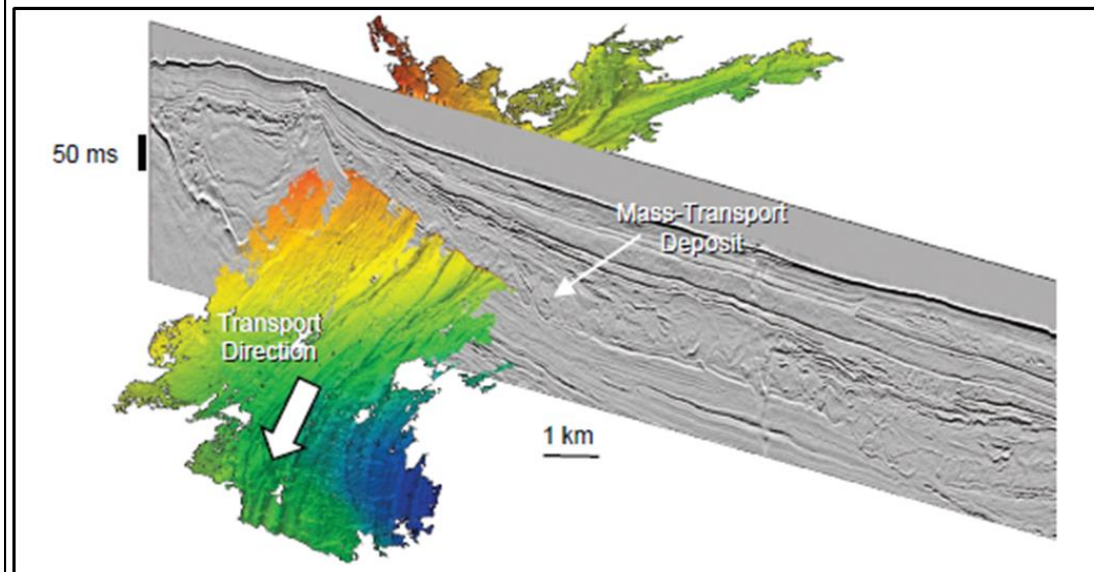 50 ms
Mass-Transport
Deposit
Transport
Direction
1 km